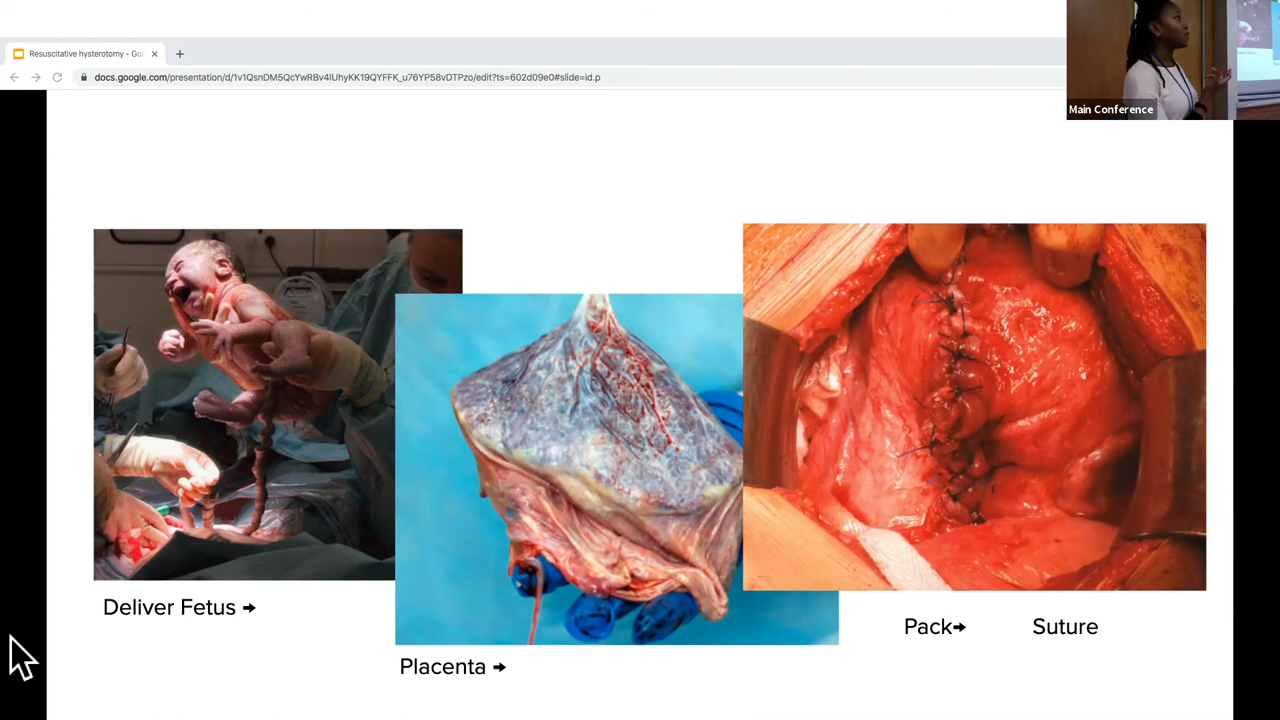 Resuscitative hysterotomy - Goo
docs.google.com/presentation/d/1v1QsnDM5QcYwRBv4lUhyKK19QYFFK_u76YP58vDTPzo/edit?ts=602d09e0#slide=id.p
Main Conference
Deliver Fetus →
Placenta →
Pack→ Suture